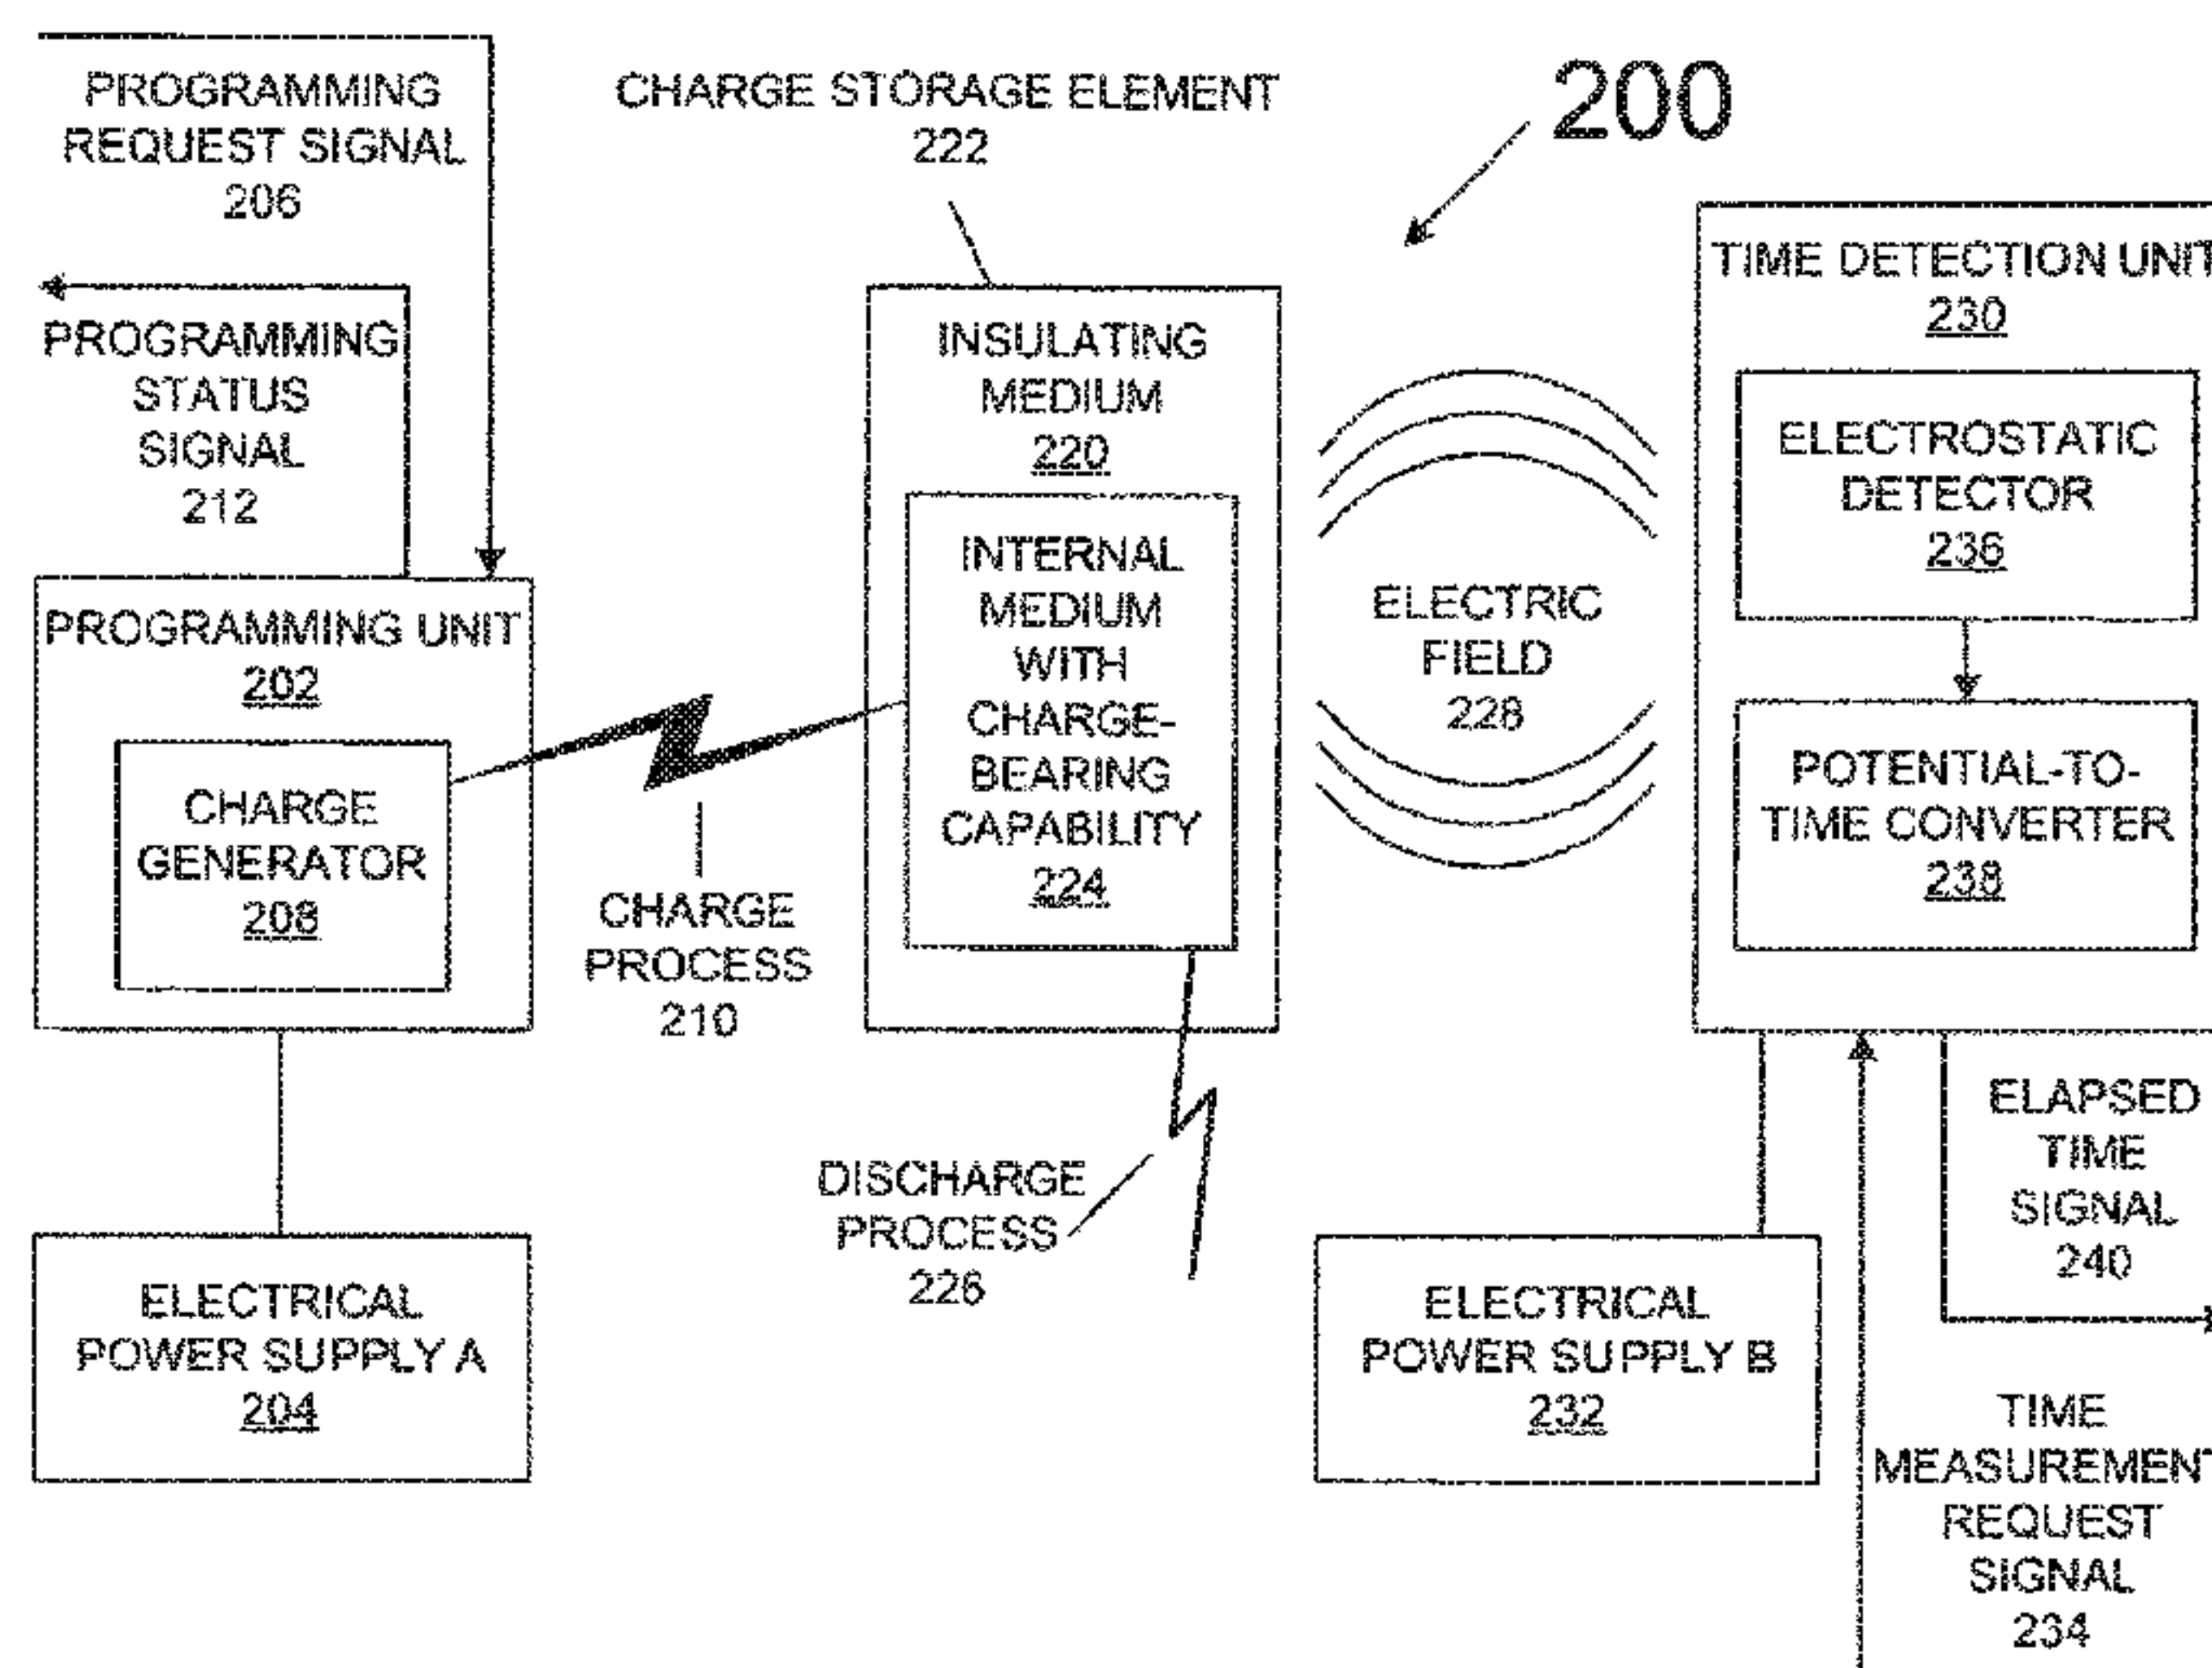 PROGRAMMING
REQUEST SIGNAL
206
CHARGE STORAGE ELEMENT
222
200
PROGRAMMING
STATUS
SIGNAL
212
PROGRAMMING UNIT
202
CHARGE
GENERATOR
208
ELECTRICAL
POWER SUPPLY A
204
CHARGE
PROCESS
210
INSULATING
MEDIUM
220
INTERNAL
MEDIUM
WITH
CHARGE-
BEARING
CAPABILITY
224
DISCHARGE
PROCESS
226
ELECTRIC
FIELD
228
TIME DETECTION UNIT
230
ELECTROSTATIC
DETECTOR
236
POTENTIAL-TO-
TIME CONVERTER
238
ELECTRICAL
POWER SUPPLY B
232
ELAPSED
TIME
SIGNAL
240
TIME
MEASUREMENT
REQUEST
SIGNAL
234